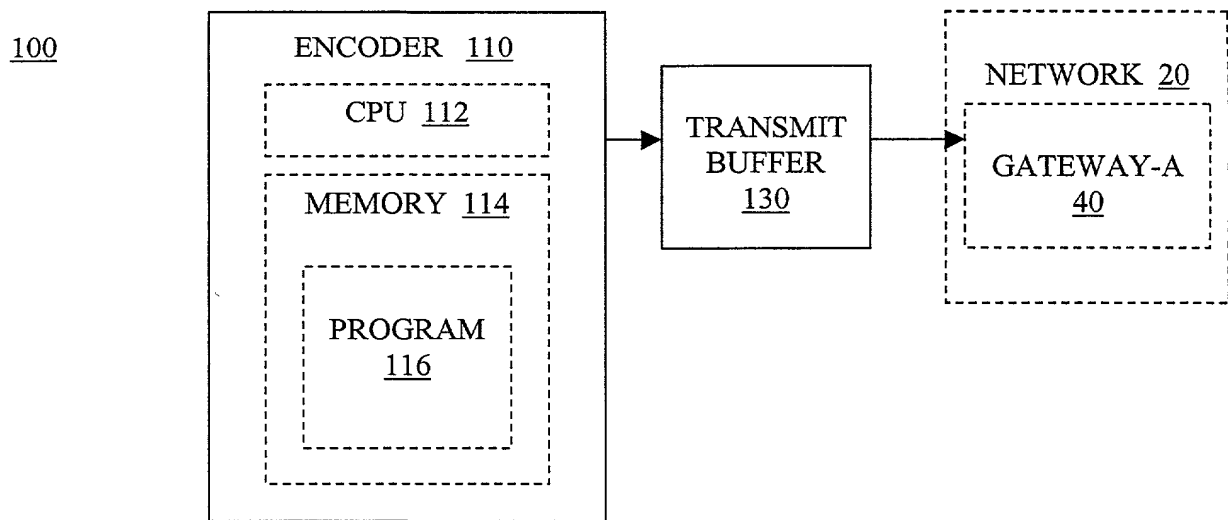 100
ENCODER 110
CPU 112
MEMORY 114
PROGRAM
116
TRANSMIT
BUFFER
130
NETWORK 20
GATEWAY-A
40